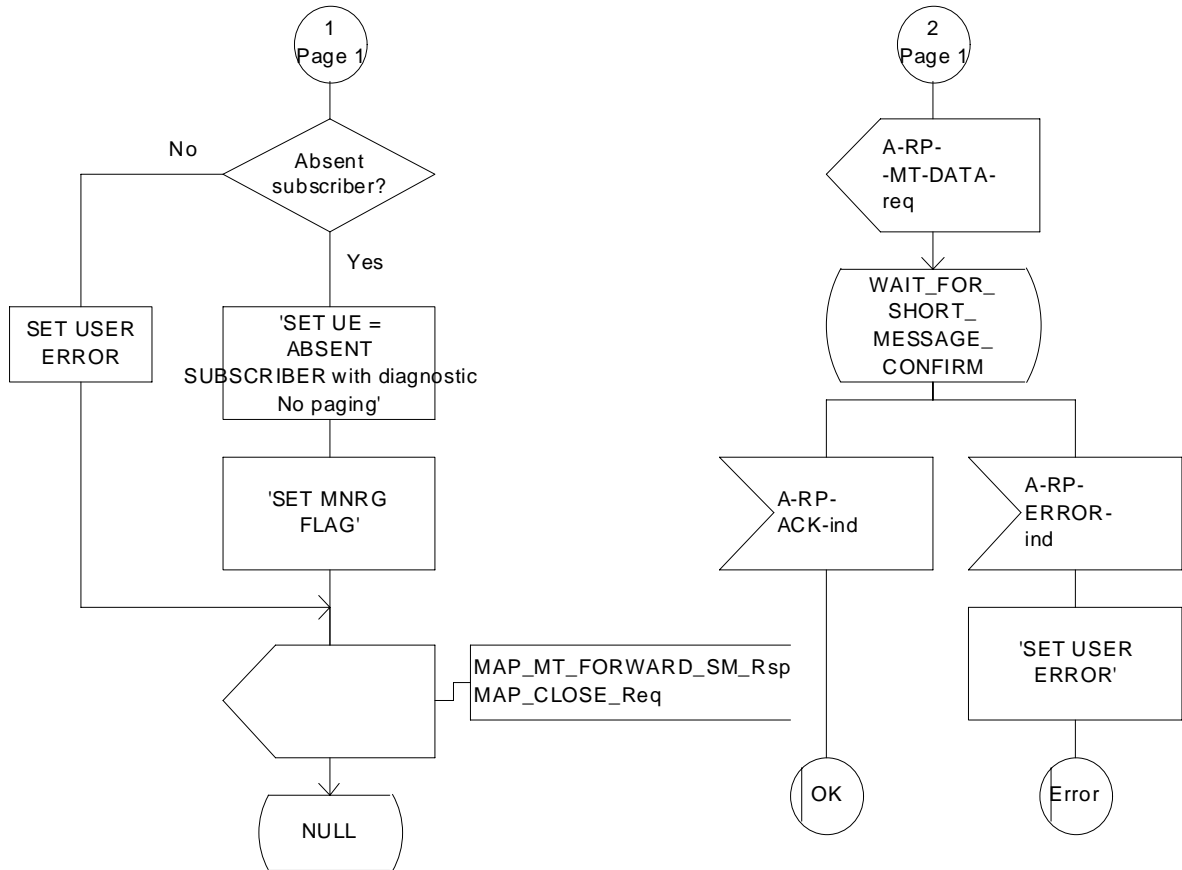 1
Page 1
No
Absent
subscriber?
Yes
SET USER
ERROR
'SET UE =
ABSENT
SUBSCRIBER with diagnostic
No paging'
'SET MNRG
FLAG'
MAP_MT_FORWARD_SM_Rsp
MAP_CLOSE_Req
NULL
2
Page 1
A-RP-
-MT-DATA-
req
WAIT_FOR_
SHORT_
MESSAGE_
CONFIRM
A-RP-
ACK-ind
A-RP-
ERROR-
ind
'SET USER
ERROR'
OK
Error